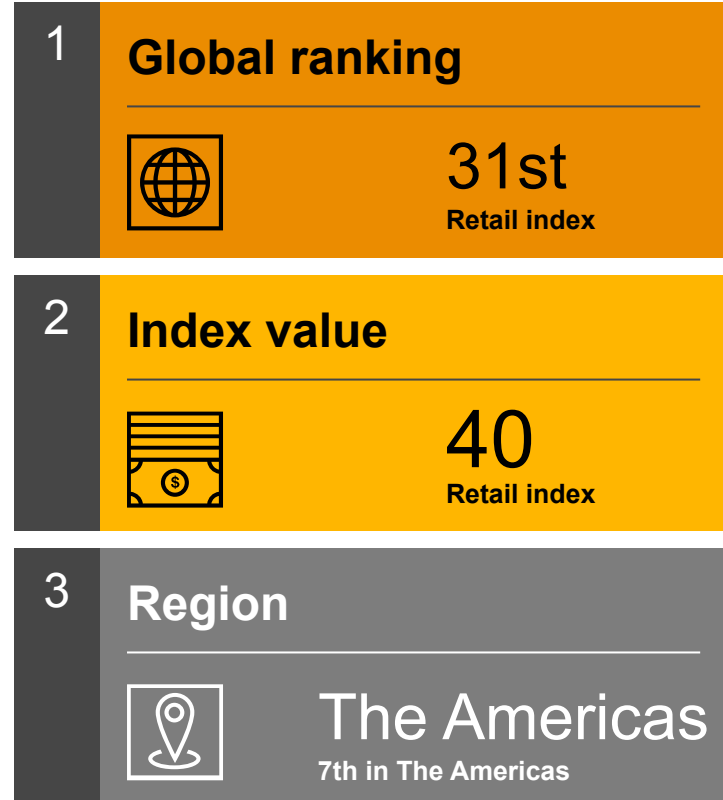 1
Global ranking
31st
Retail index
2
Index value
$
40
Retail index
3
Region
The Americas
7th in The Americas